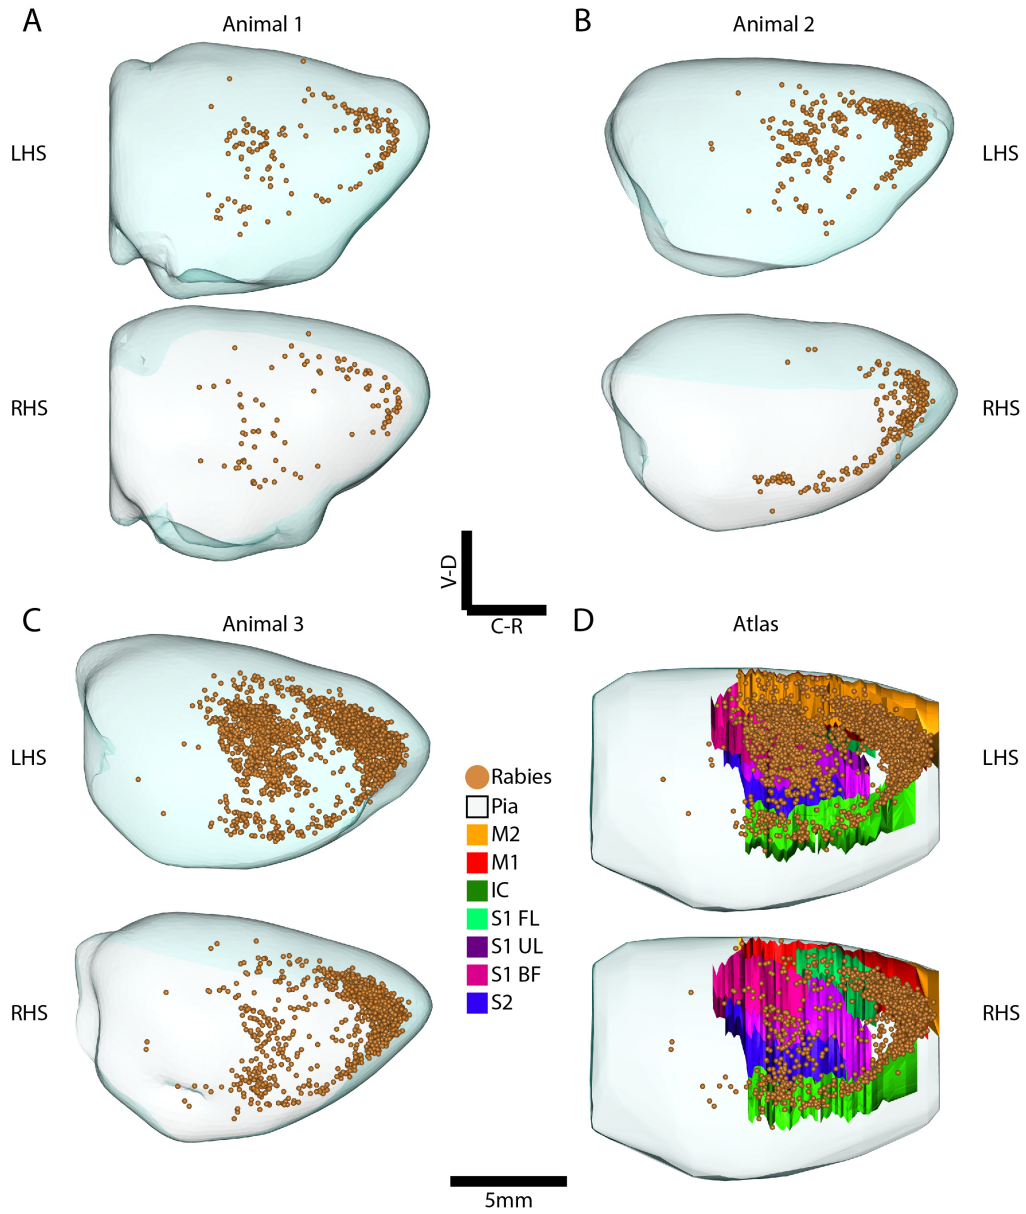 A
Animal 1
B
Animal 2
LHS
LHS
RHS
RHS
V-D
C-R
C
Animal 3
D
Atlas
LHS
LHS
Rabies
Pia
M2
M1
IC
S1 FL
S1 UL
S1 BF
S2
RHS
RHS
5mm